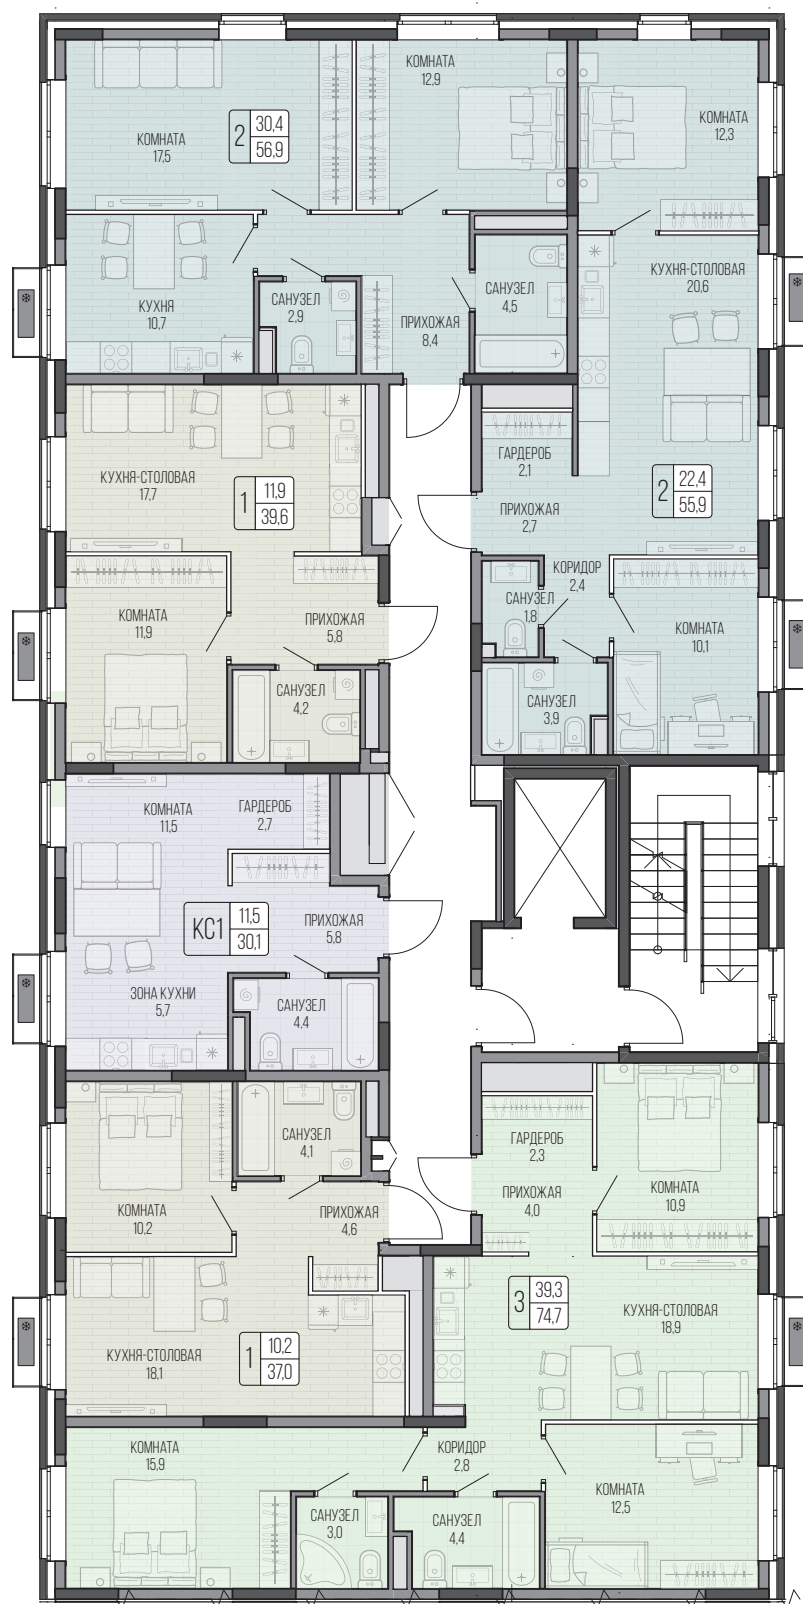 КОМНАТА
17,5
2
30.4
56.9
КОМНАТА
12,9
КОМНАТА
12,3
КУХНЯ
10,7
САНУЗЕЛ
2,9
ПРИХОЖАЯ
8,4
САНУЗЕЛ
4,5
КУХНЯ-СТОЛОВАЯ
20,6
КУХНЯ-СТОЛОВАЯ
17,7
1
11.9
39.6
ГАРДЕРОБ
2,1
ПРИХОЖАЯ
2,7
2
22.4
55.9
КОМНАТА
11,9
ПРИХОЖАЯ
5,8
САНУЗЕЛ
4,2
КОРИДОР
2,4
САНУЗЕЛ
1,8
КОМНАТА
10,1
САНУЗЕЛ
3,9
КОМНАТА
11,5
ГАРДЕРОБ
2,7
КС1
11.5
30.1
ПРИХОЖАЯ
5,8
ЗОНА КУХНИ
5,7
САНУЗЕЛ
4,4
КОМНАТА
10,2
САНУЗЕЛ
4,1
ПРИХОЖАЯ
4,6
КУХНЯ-СТОЛОВАЯ
18,1
1
10.2
37.0
ГАРДЕРОБ
2,3
ПРИХОЖАЯ
4,0
КОМНАТА
10,9
3
39.3
74.7
КУХНЯ-СТОЛОВАЯ
18,9
КОМНАТА
15,9
КОРИДОР
2,8
САНУЗЕЛ
3,0
САНУЗЕЛ
4,4
КОМНАТА
12,5